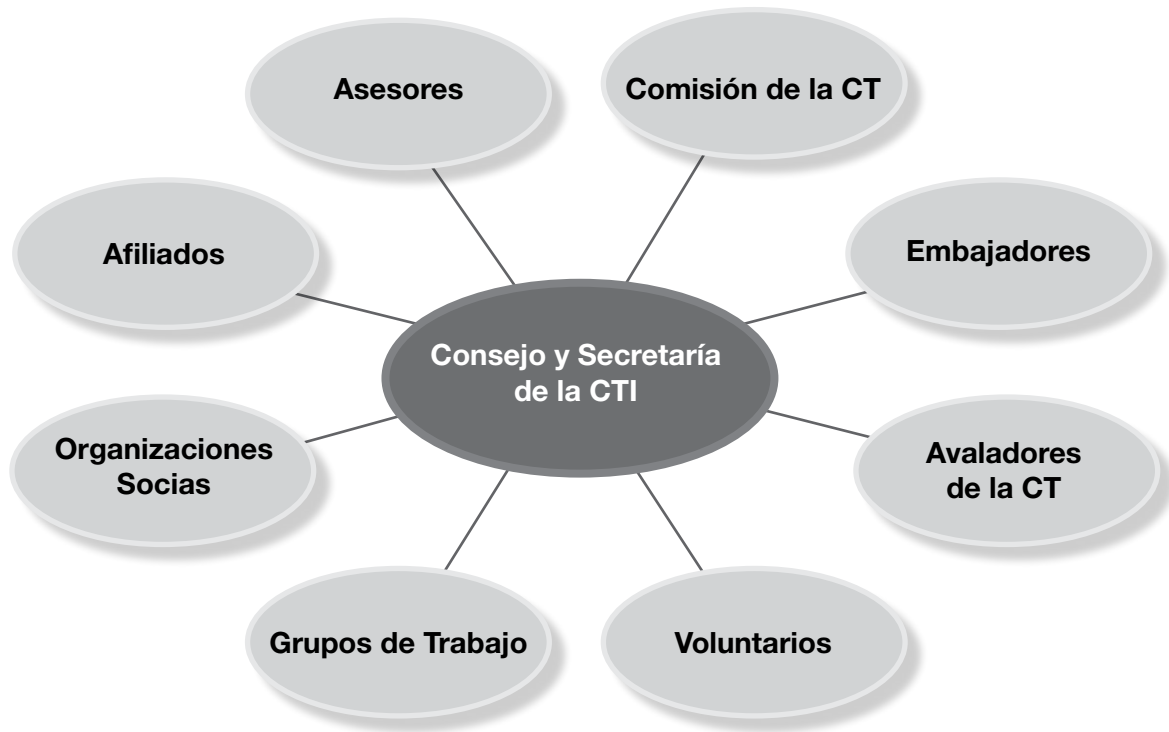 Asesores
Comisión de la CT
Afiliados
Embajadores
Consejo y Secretaría
de la CTI
Organizaciones
Socias
Avaladores
de la CT
Grupos de Trabajo
Voluntarios